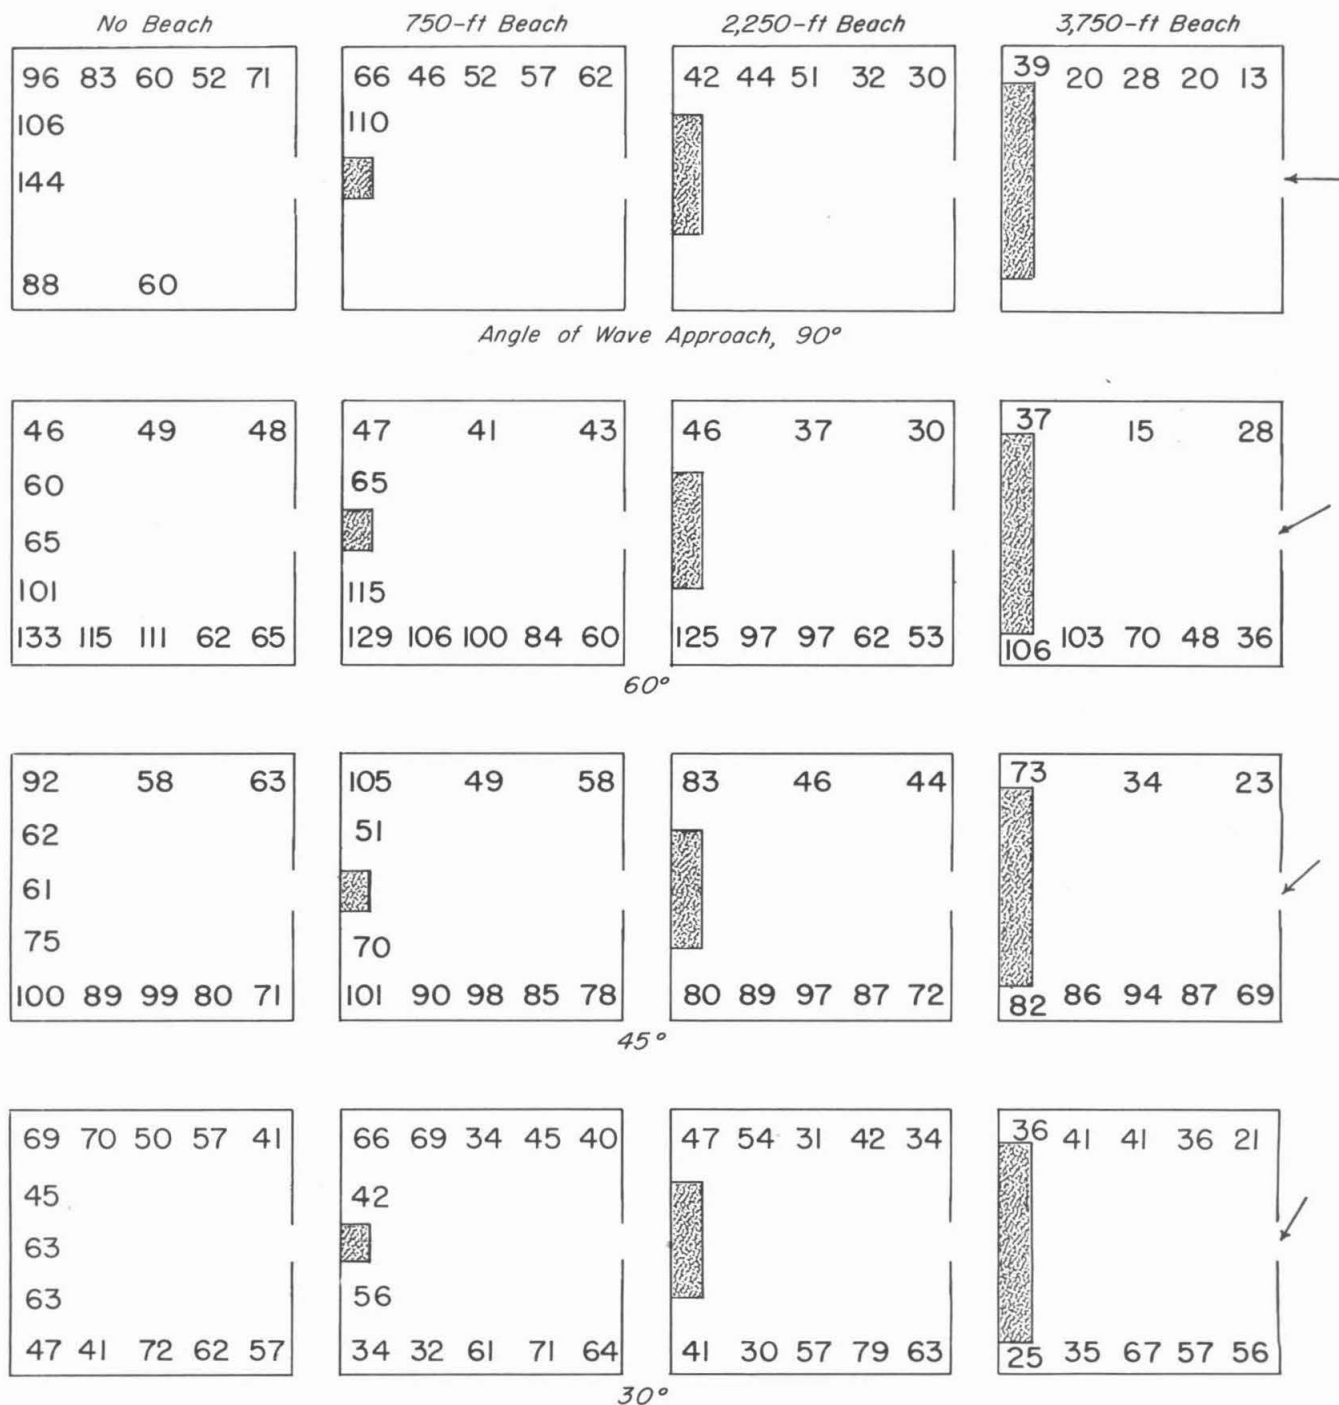 No Beach 750-ft Beach 2,250-ft Beach 3,750-ft Beach
96 83 60 52 71 66 46 52 57 62 42 44 51 32 30 39 20 28 20 13
106 110
144
88 60
Angle of Wave Approach, 90°
46 49 48 47 41 43 46 37 30 37 15 28
60 65
65
101 115
133 115 111 62 65 129 106 100 84 60 125 97 97 62 53 106 103 70 48 36
60°
92 58 63 105 49 58 83 46 44 73 34 23
62 51
61
75 70
100 89 99 80 71 101 90 98 85 78 80 89 97 87 72 82 86 94 87 69
45°
69 70 50 57 41 66 69 34 45 40 47 54 31 42 34 36 41 41 36 21
45 42
63
63 56
47 41 72 62 57 34 32 61 71 64 41 30 57 79 63 25 35 67 57 56
30°